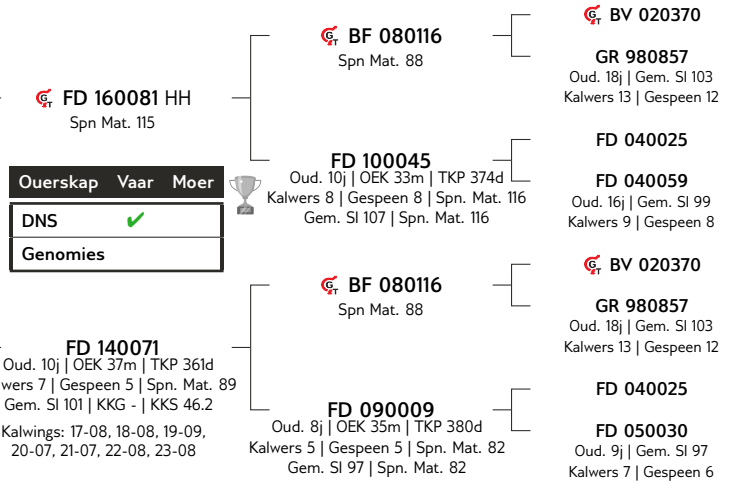 FD 160081 HH
Spn Mat. 115
Ouerskap Vaar Moer
DNS ✔
Genomies
FD 140071
Oud. 10j | OEK 37m | TKP 361d
wers 7 | Gespeen 5 | Spn. Mat. 89
Gem. SI 101 | KKG - | KKS 46.2
Kalwings: 17-08, 18-08, 19-09,
20-07, 21-07, 22-08, 23-08
GT BF 080116
Spn Mat. 88
FD 100045
Oud. 10j | OEK 33m | TKP 374d
Kalwers 8 | Gespeen 8 | Spn. Mat. 116
Gem. SI 107 | Spn. Mat. 116
GT BF 080116
Spn Mat. 88
FD 090009
Oud. 8j | OEK 35m | TKP 380d
Kalwers 5 | Gespeen 5 | Spn. Mat. 82
Gem. SI 97 | Spn. Mat. 82
GT BV 020370
GR 980857
Oud. 18j | Gem. SI 103
Kalwers 13 | Gespeen 12
FD 040025
FD 040059
Oud. 16j | Gem. SI 99
Kalwers 9 | Gespeen 8
GT BV 020370
GR 980857
Oud. 18j | Gem. SI 103
Kalwers 13 | Gespeen 12
FD 040025
FD 050030
Oud. 9j | Gem. SI 97
Kalwers 7 | Gespeen 6